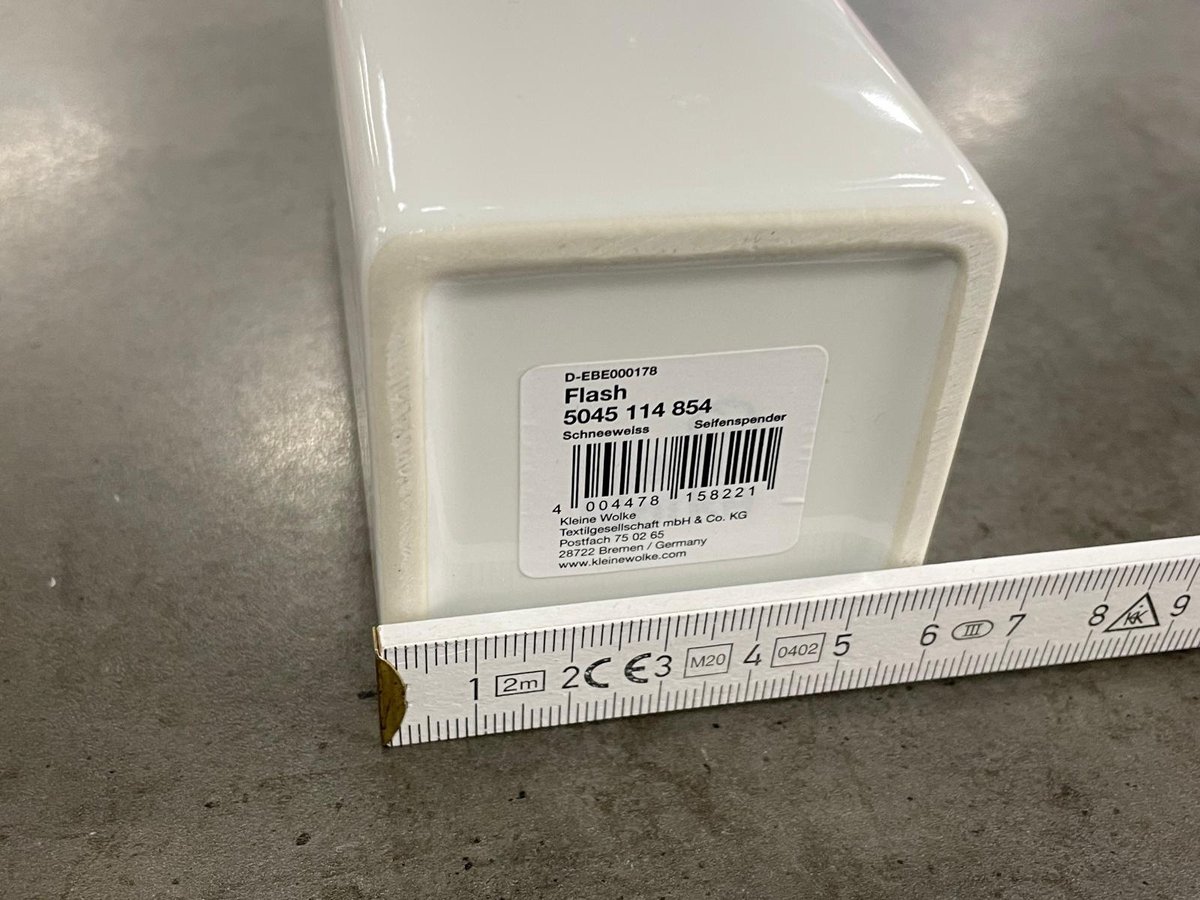 D-EBE000178
Flash
5045 114 854
Schneeweiss Seifenspender
4 004478 158221
Kleine Wolke
Textilgesellschaft mbH & Co. KG
Postfach 75 02 65
28722 Bremen / Germany
www.kleinewolke.com
1 2m 2 CE 3 M20 4 0402 5 6 III 7 8 KK 9